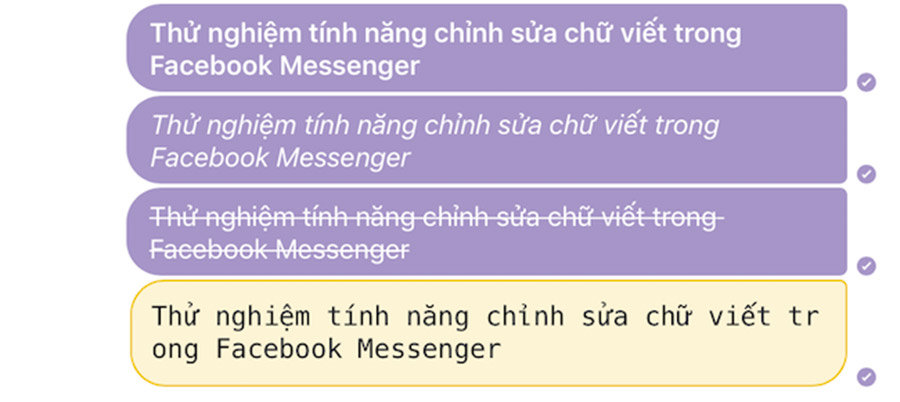 Thử nghiệm tính năng chỉnh sửa chữ viết trong
Facebook Messenger
Thử nghiệm tính năng chỉnh sửa chữ viết trong
Facebook Messenger
Thử nghiệm tính năng chỉnh sửa chữ viết trong
Facebook Messenger
Thử nghiệm tính năng chỉnh sửa chữ viết tr
ong Facebook Messenger